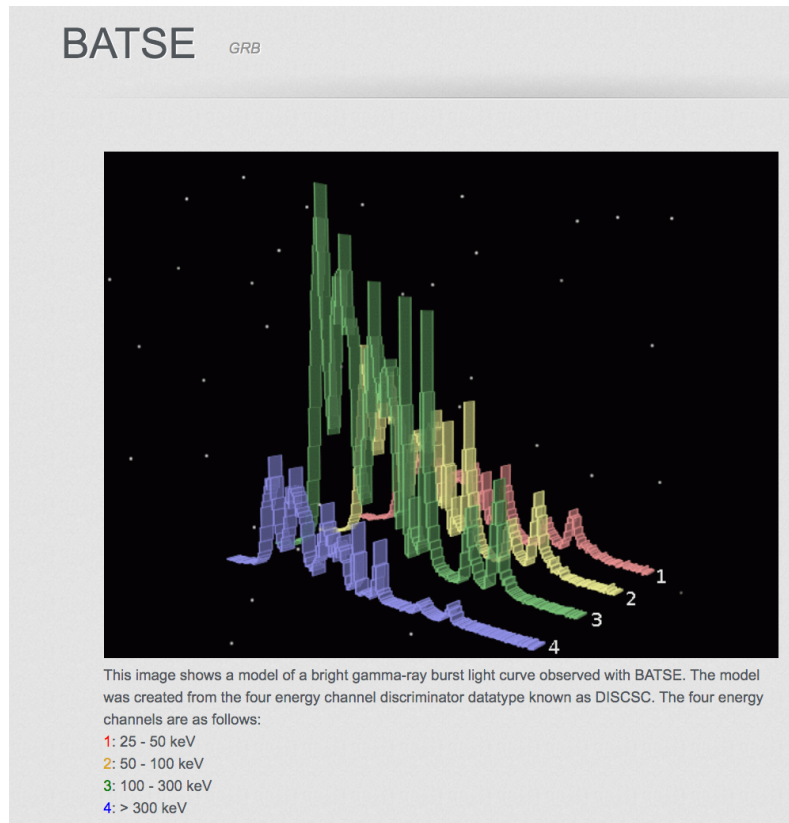 BATSE GRB
1
2
3
4
This image shows a model of a bright gamma-ray burst light curve observed with BATSE. The model
was created from the four energy channel discriminator datatype known as DISCSC. The four energy
channels are as follows:
1: 25 - 50 keV
2: 50 - 100 keV
3: 100 - 300 keV
4: > 300 keV